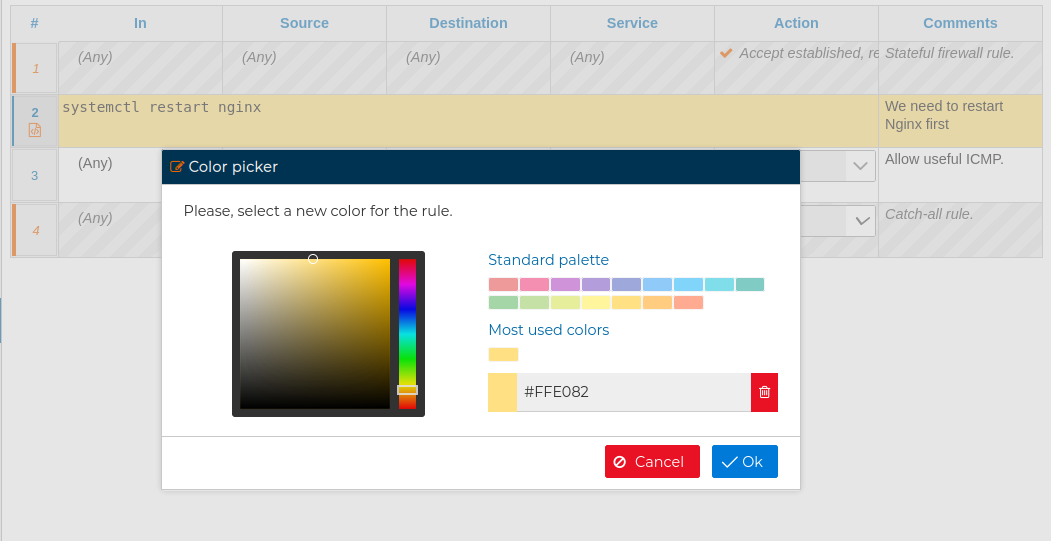 # In Source Destination Service Action Comments
1 (Any) (Any) (Any) (Any) Accept established, re Stateful firewall rule.
2 systemctl restart nginx We need to restart
Nginx first
3 (Any) Allow useful ICMP.
4 (Any) Catch-all rule.
Color picker
Please, select a new color for the rule.
Standard palette
Most used colors
#FFE082
Cancel Ok